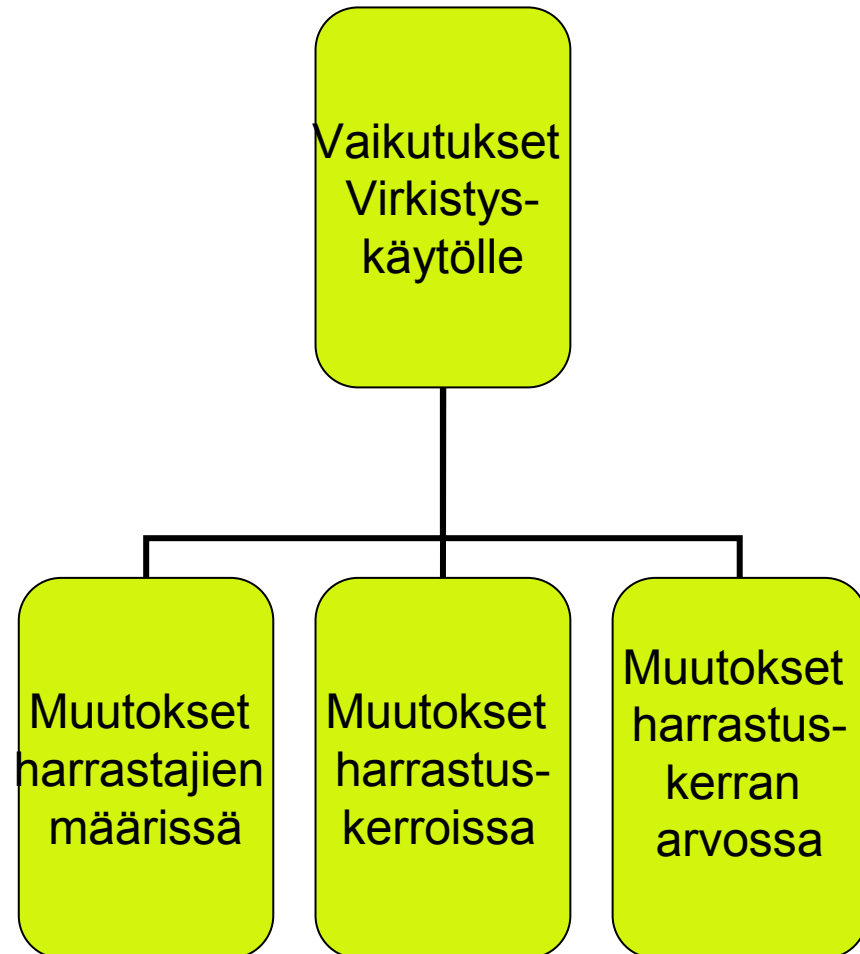 Vaikutukset
Virkistys-
käytölle
Muutokset
harrastajien
määrissä
Muutokset
harrastus-
kerroissa
Muutokset
harrastus-
kerran
arvossa